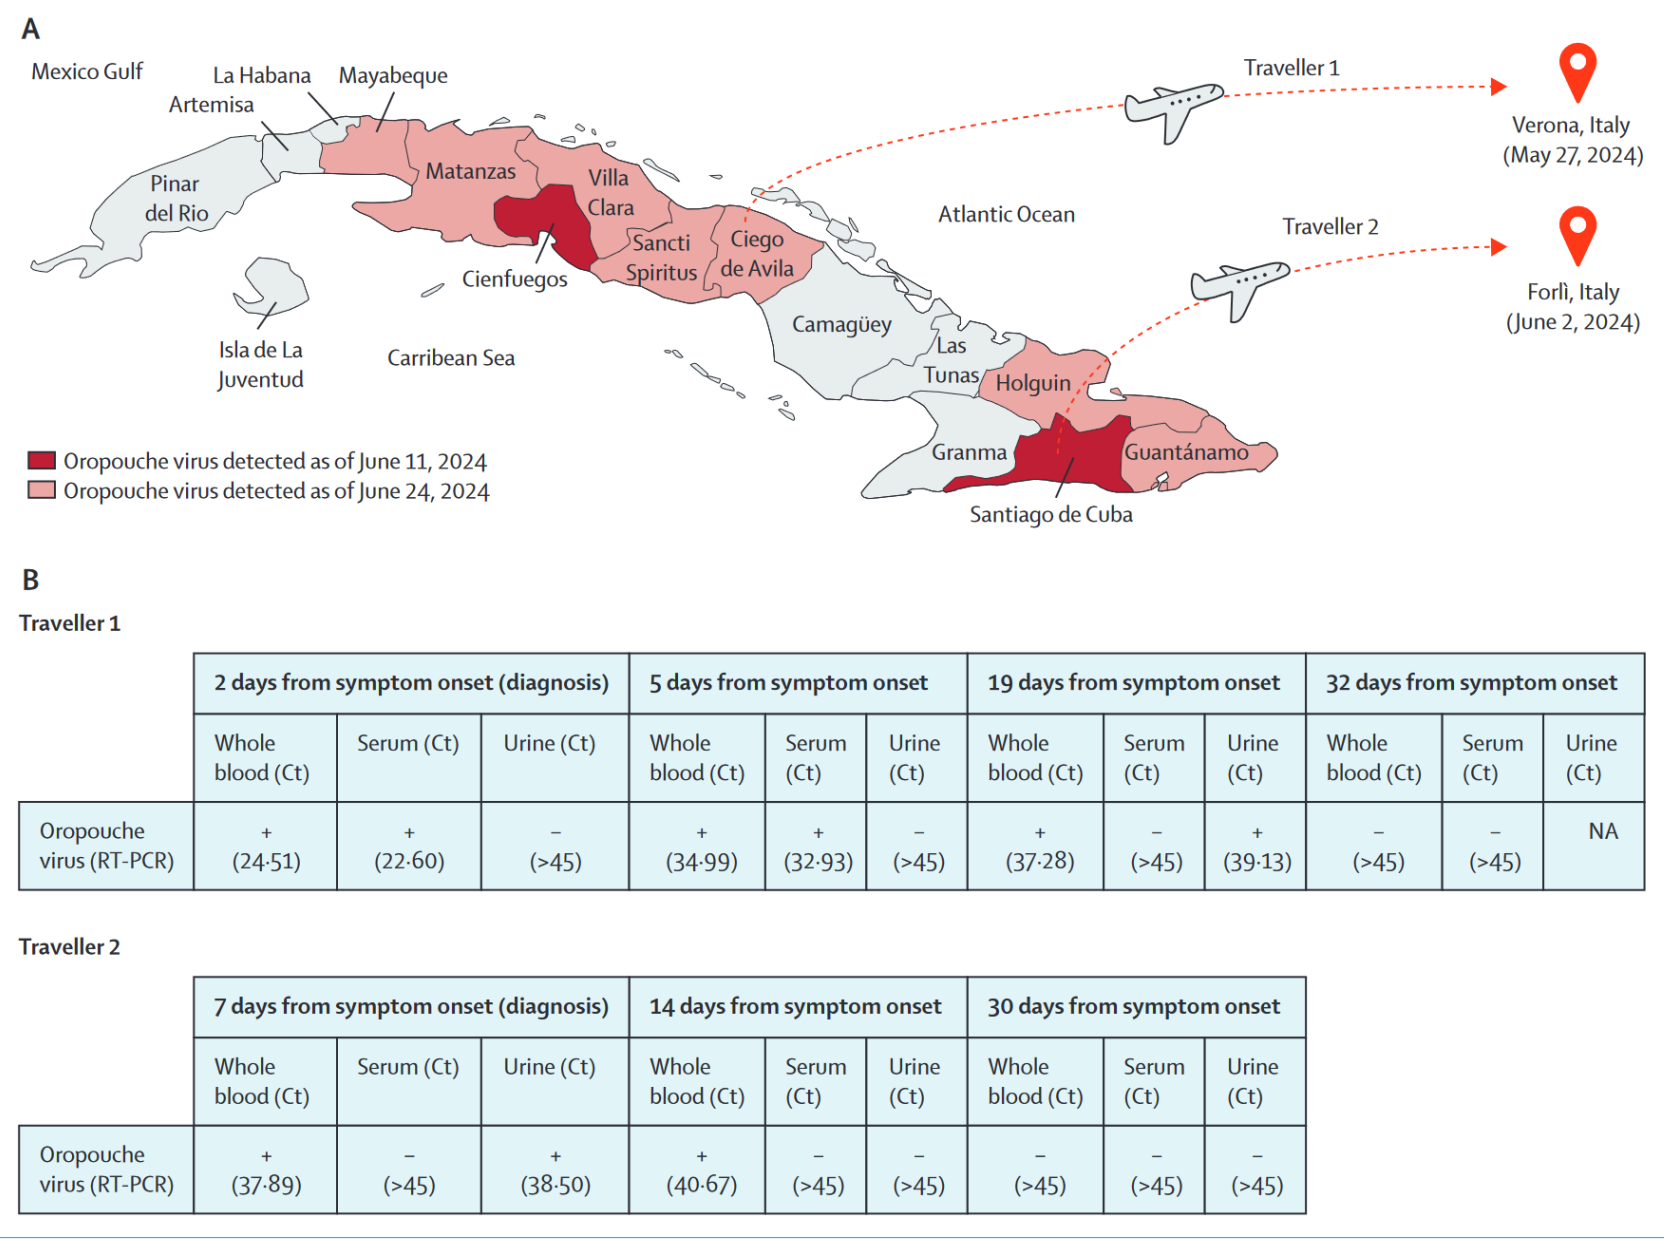 A
Mexico Gulf
La Habana
Mayabeque
Artemisa
Pinar
del Rio
Matanzas
Villa
Clara
Cienfuegos
Sancti
Spiritus
Ciego
de Avila
Isla de La
Juventud
Carribean Sea
Camagüey
Las
Tunas
Holguin
Granma
Guantánamo
Santiago de Cuba
Atlantic Ocean
Traveller 1
Verona, Italy
(May 27, 2024)
Traveller 2
Forlì, Italy
(June 2, 2024)
Oropouche virus detected as of June 11, 2024
Oropouche virus detected as of June 24, 2024
B
Traveller 1
2 days from symptom onset (diagnosis) 5 days from symptom onset 19 days from symptom onset 32 days from symptom onset
Whole Serum (Ct) Urine (Ct) Whole Serum Urine Whole Serum Urine Whole Serum Urine
blood (Ct) blood (Ct) (Ct) (Ct) blood (Ct) (Ct) (Ct) blood (Ct) (Ct) (Ct)
Oropouche + + – + + – + – + – – NA
virus (RT-PCR) (24·51) (22·60) (>45) (34·99) (32·93) (>45) (37·28) (>45) (39·13) (>45) (>45)
Traveller 2
7 days from symptom onset (diagnosis) 14 days from symptom onset 30 days from symptom onset
Whole Serum (Ct) Urine (Ct) Whole Serum Urine Whole Serum Urine
blood (Ct) blood (Ct) (Ct) (Ct) blood (Ct) (Ct) (Ct)
Oropouche + – + + – – – – –
virus (RT-PCR) (37·89) (>45) (38·50) (40·67) (>45) (>45) (>45) (>45) (>45)